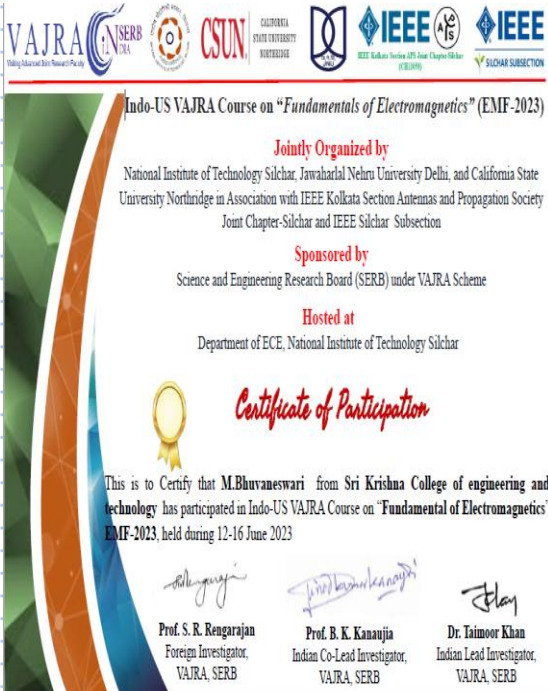 VAJRA
Visiting Advanced Joint Research Faculty
SERB
INDIA
CSUN
CALIFORNIA
STATE UNIVERSITY
NORTHRIDGE
JNU
IEEE
IEEE Kolkata Section APS Joint Chapter-Silchar
IEEE
SILCHAR SUBSECTION
Indo-US VAJRA Course on “Fundamentals of Electromagnetics” (EMF-2023)
Jointly Organized by
National Institute of Technology Silchar, Jawaharlal Nehru University Delhi, and California State
University Northridge in Association with IEEE Kolkata Section Antennas and Propagation Society
Joint Chapter-Silchar and IEEE Silchar Subsection
Sponsored by
Science and Engineering Research Board (SERB) under VAJRA Scheme
Hosted at
Department of ECE, National Institute of Technology Silchar
Certificate of Participation
This is to Certify that M.Bhuvaneswari from Sri Krishna College of engineering and
technology has participated in Indo-US VAJRA Course on “Fundamental of Electromagnetics’
EMF-2023, held during 12-16 June 2023
Prof. S. R. Rengarajan
Foreign Investigator,
VAJRA, SERB
Prof. B. K. Kanaujia
Indian Co-Lead Investigator,
VAJRA, SERB
Dr. Taimoor Khan
Indian Lead Investigator,
VAJRA, SERB